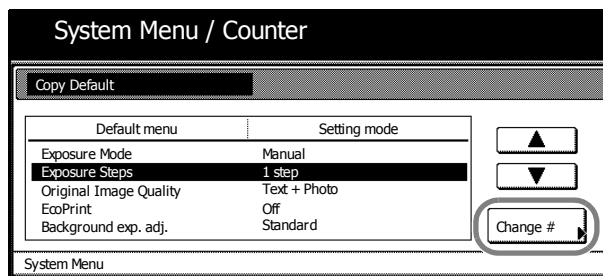 System Menu / Counter
Copy Default
Default menu Setting mode
Exposure Mode Manual
Exposure Steps 1 step
Original Image Quality Text + Photo
EcoPrint Off
Background exp. adj. Standard
▲
▼
Change #
System Menu